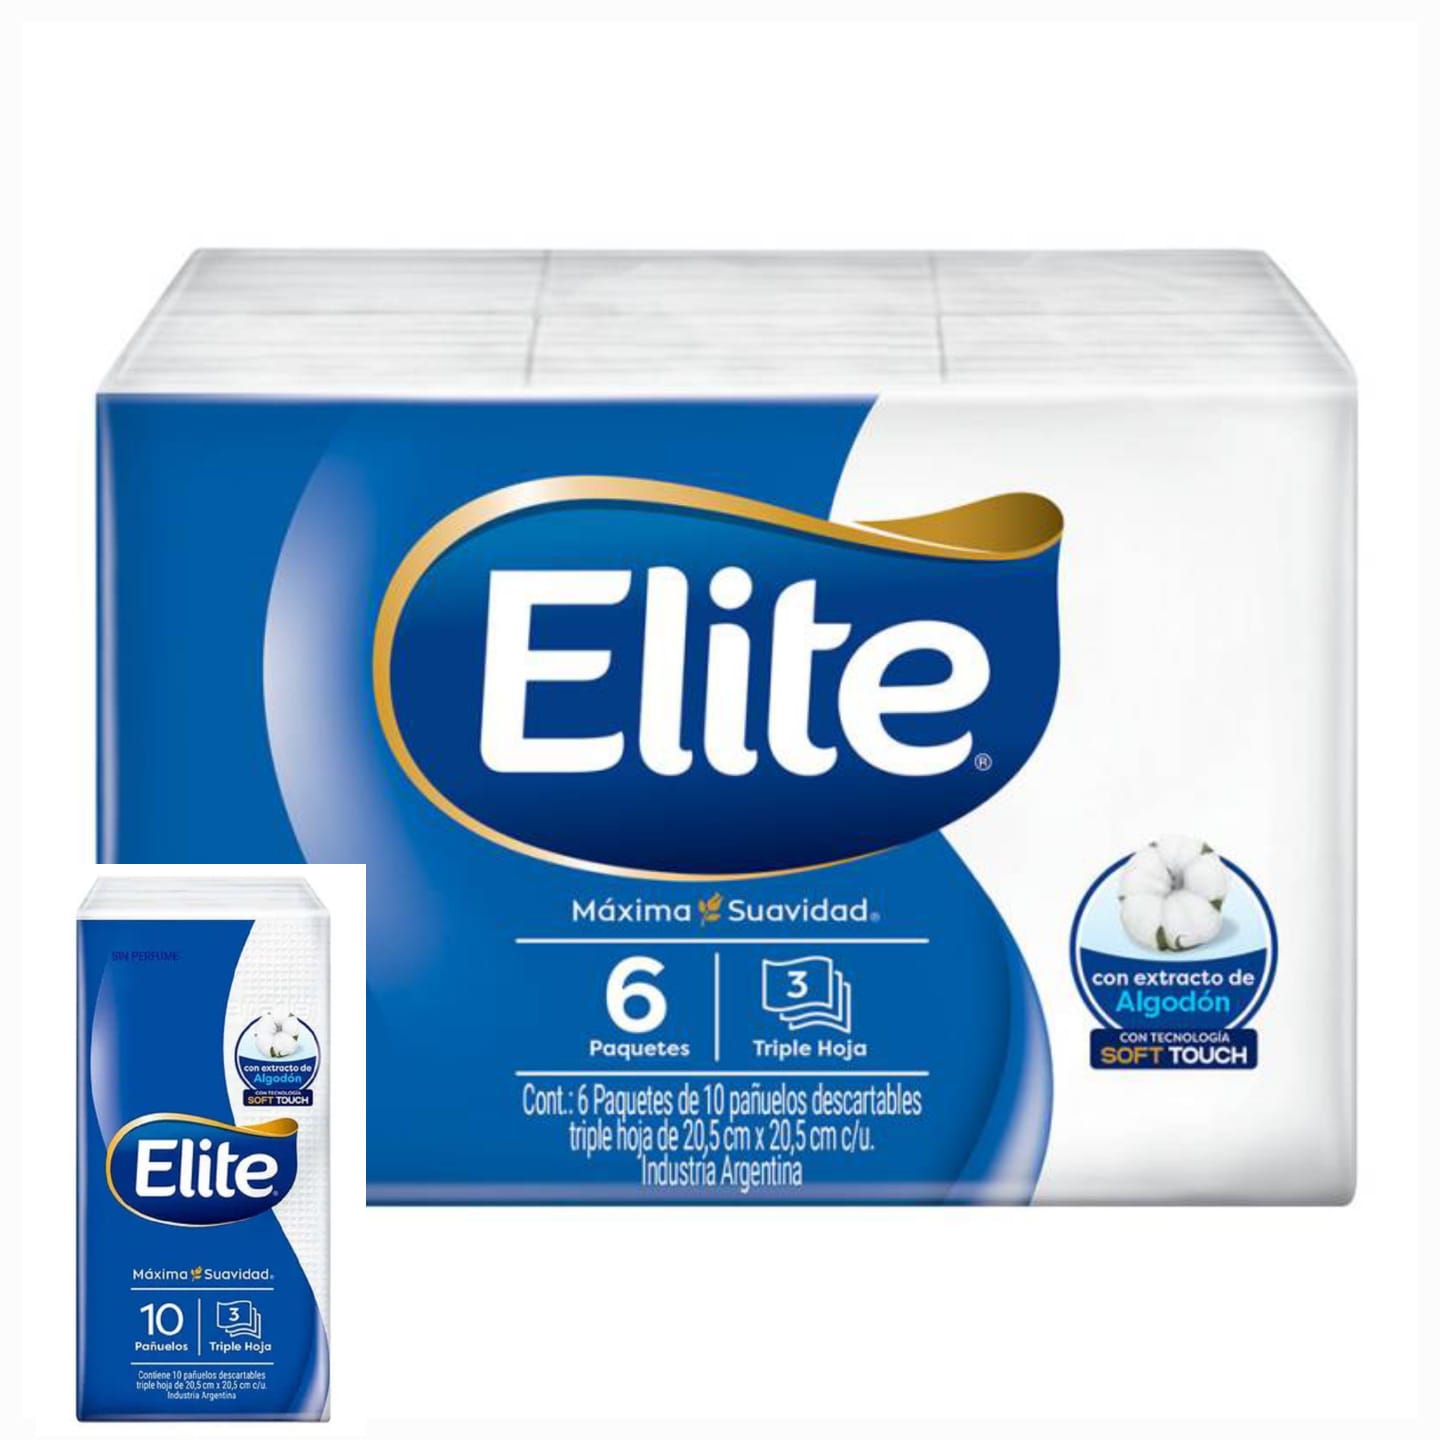 Elite®
Máxima Suavidad®
6
Paquetes
3
Triple Hoja
Cont.: 6 Paquetes de 10 pañuelos descartables
triple hoja de 20,5 cm x 20,5 cm c/u.
Industria Argentina
con extracto de
Algodón
CON TECNOLOGÍA
SOFT TOUCH
SIN PERFUME
con extracto de
Algodón
CON TECNOLOGÍA
SOFT TOUCH
Elite
Máxima Suavidad®
10
Pañuelos
3
Triple Hoja
Contiene 10 pañuelos descartables
triple hoja de 20,5 cm x 20,5 cm c/u.
Industria Argentina